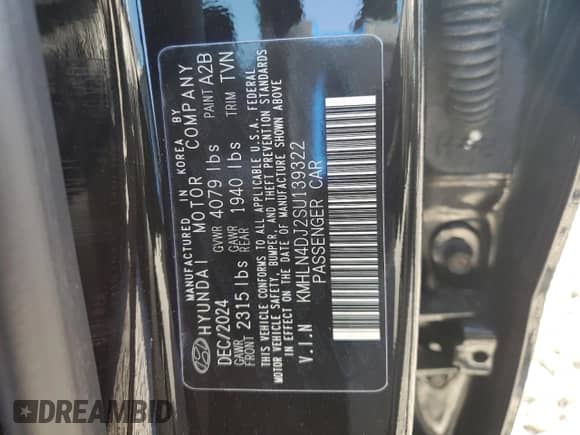 MANUFACTURED IN KOREA BY
HYUNDAI MOTOR COMPANY
DEC/2024 GVWR 4079 lbs PAINT A2B
GAWR FRONT 2315 lbs GAWR REAR 1940 lbs TRIM TVN
THIS VEHICLE CONFORMS TO ALL APPLICABLE U.S.A. FEDERAL
MOTOR VEHICLE SAFETY, BUMPER, AND THEFT PREVENTION STANDARDS
IN EFFECT ON THE DATE OF MANUFACTURE SHOWN ABOVE
V.I.N KMHLN4DJ2SU139322
PASSENGER CAR
DREAMBID